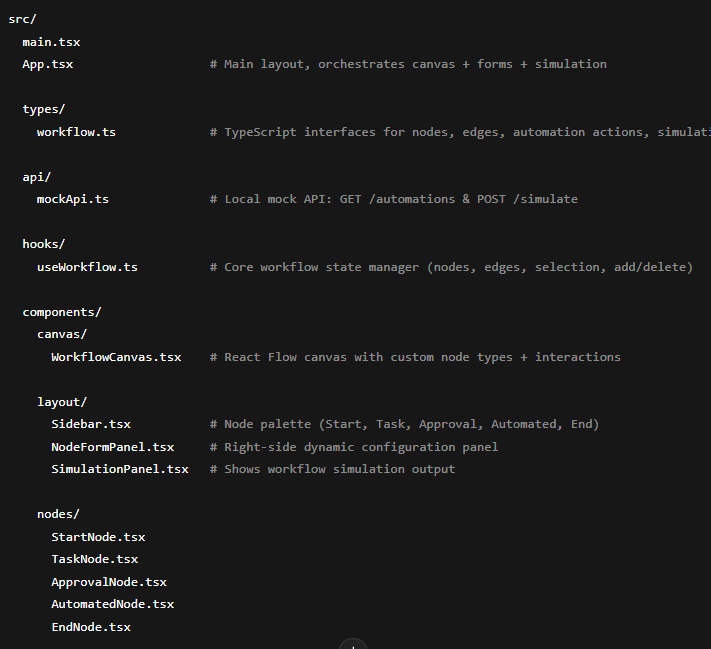 src/
main.tsx
App.tsx # Main layout, orchestrates canvas + forms + simulation
types/
workflow.ts # TypeScript interfaces for nodes, edges, automation actions,
api/
mockApi.ts # Local mock API: GET /automations & POST /simulate
hooks/
useWorkflow.ts # Core workflow state manager (nodes, edges, selection, add/delete)
components/
canvas/
WorkflowCanvas.tsx # React Flow canvas with custom node types + interactions
layout/
Sidebar.tsx # Node palette (Start, Task, Approval, Automated, End)
NodeFormPanel.tsx # Right-side dynamic configuration panel
SimulationPanel.tsx # Shows workflow simulation output
nodes/
StartNode.tsx
TaskNode.tsx
ApprovalNode.tsx
AutomatedNode.tsx
EndNode.tsx